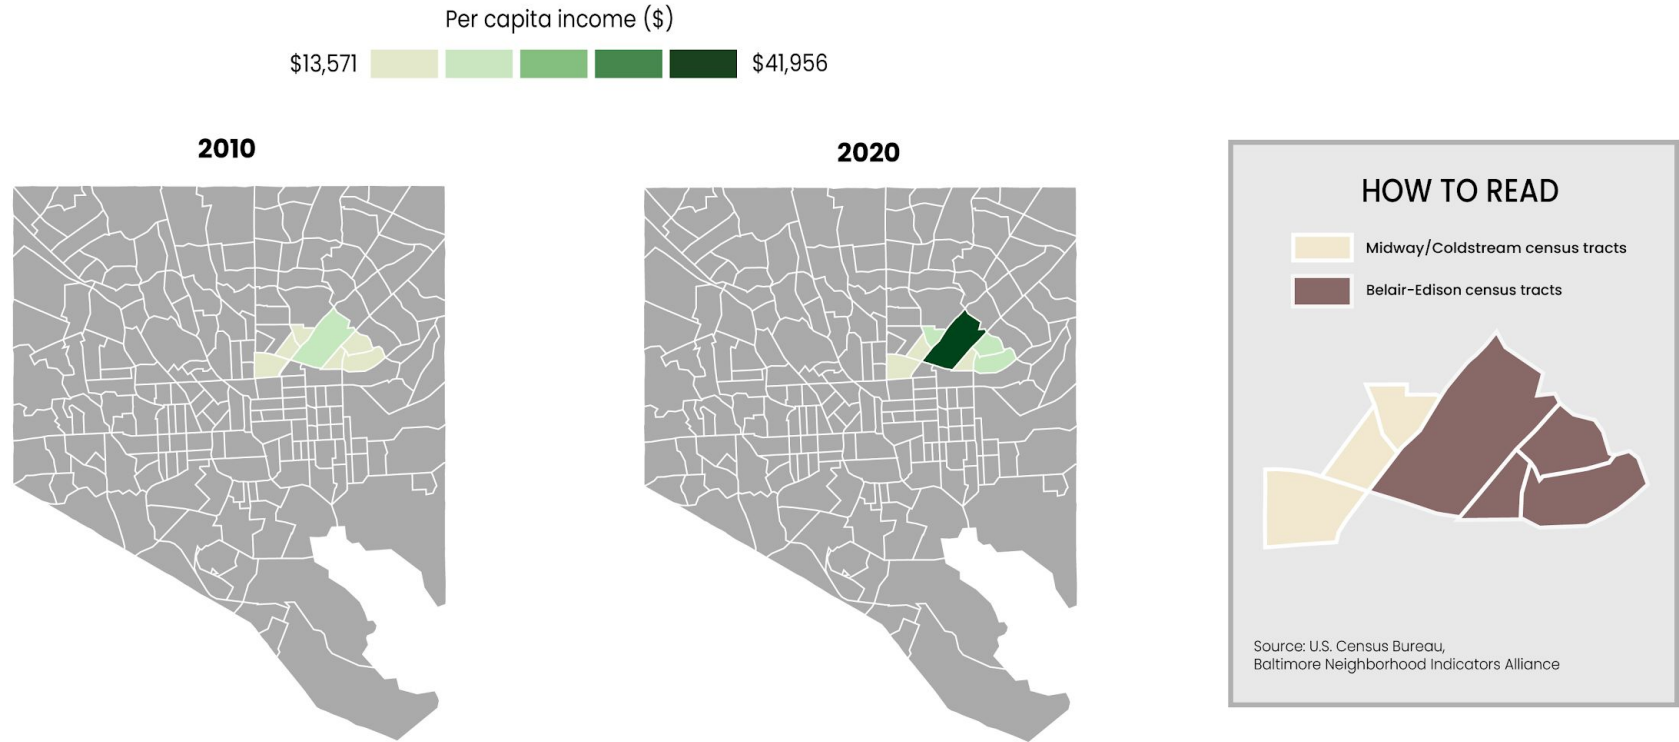 Per capita income ($)
$13,571
$41,956
2010
2020
HOW TO READ
Midway/Coldstream census tracts
Belair-Edison census tracts
Source: U.S. Census Bureau,
Baltimore Neighborhood Indicators Alliance